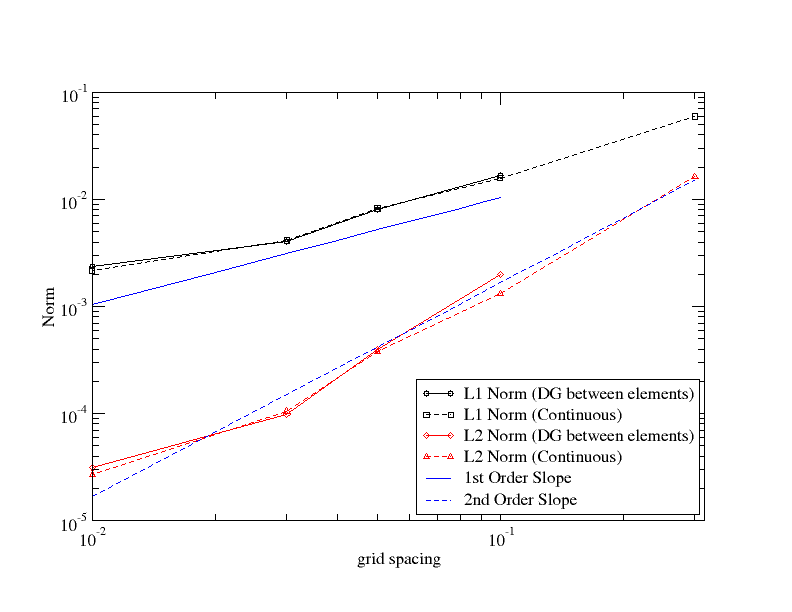 10^-1
10^-2
10^-3
10^-4
10^-5
Norm
L1 Norm (DG between elements)
L1 Norm (Continuous)
L2 Norm (DG between elements)
L2 Norm (Continuous)
1st Order Slope
2nd Order Slope
10^-2
10^-1
grid spacing